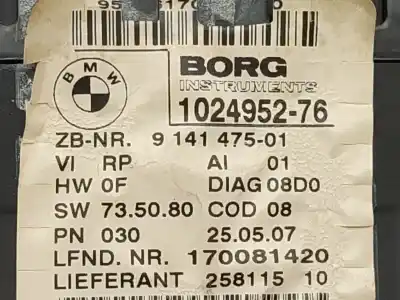 BMW
BORG
INSTRUMENTS
1024952-76
ZB-NR. 9 141 475-01
VI RP AI 01
HW 0F DIAG 08D0
SW 73.50.80 COD 08
PN 030 25.05.07
LFND. NR. 170081420
LIEFERANT 258115 10